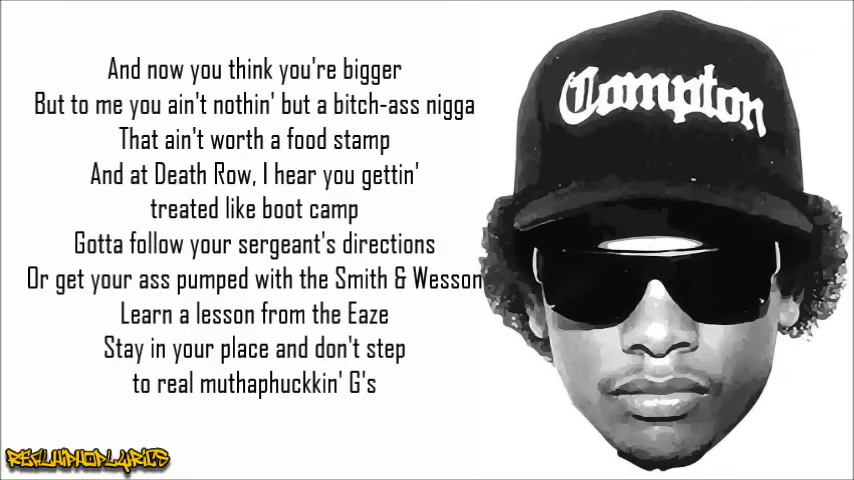 And now you think you're bigger
But to me you ain't nothin' but a bitch-ass nigga
That ain't worth a food stamp
And at Death Row, I hear you gettin'
treated like boot camp
Gotta follow your sergeant's directions
Or get your ass pumped with the Smith & Wesson
Learn a lesson from the Eaze
Stay in your place and don't step
to real muthaphuckkin' G's
Compton
REFLHIPHOPLYRICS